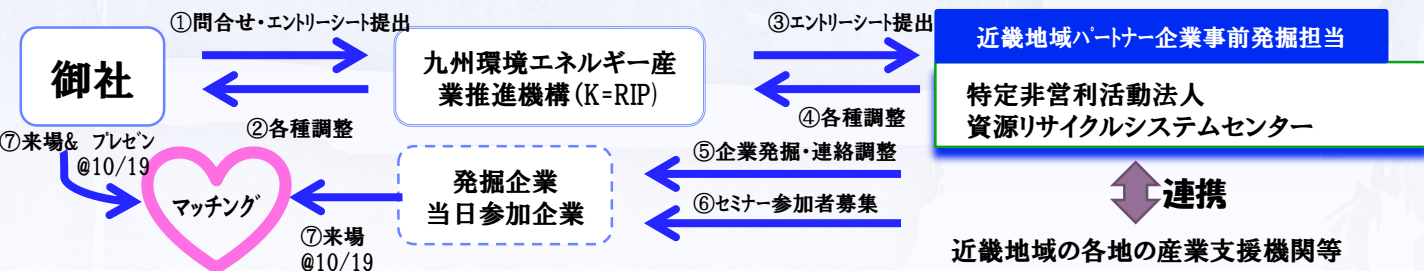 ①問合せ・エントリーシート提出
③エントリーシート提出
御社
九州環境エネルギー産
業推進機構(K=RIP)
近畿地域パートナー企業事前発掘担当
特定非営利活動法人
資源リサイクルシステムセンター
②各種調整
④各種調整
⑦来場& プレゼン
@10/19
マッチング
発掘企業
当日参加企業
⑤企業発掘・連絡調整
⑥セミナー参加者募集
⑦来場
@10/19
連携
近畿地域の各地の産業支援機関等